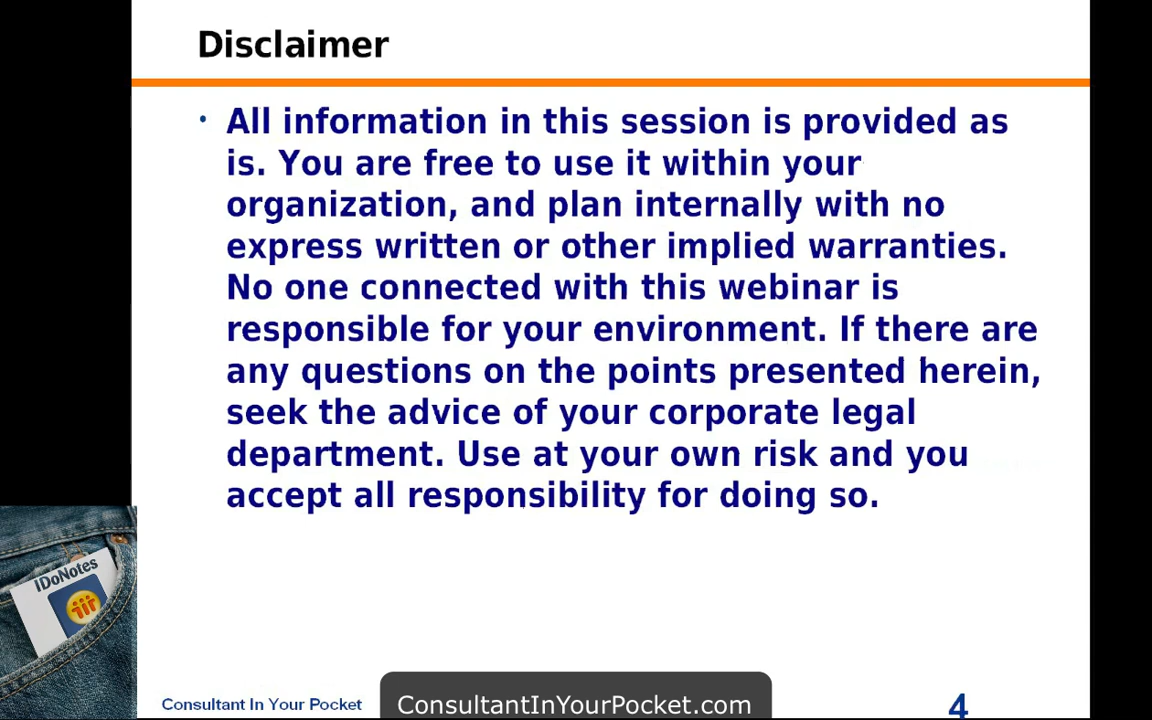 Disclaimer
• All information in this session is provided as
is. You are free to use it within your
organization, and plan internally with no
express written or other implied warranties.
No one connected with this webinar is
responsible for your environment. If there are
any questions on the points presented herein,
seek the advice of your corporate legal
department. Use at your own risk and you
accept all responsibility for doing so.
IDoNotes
Consultant In Your Pocket
ConsultantInYourPocket.com
4